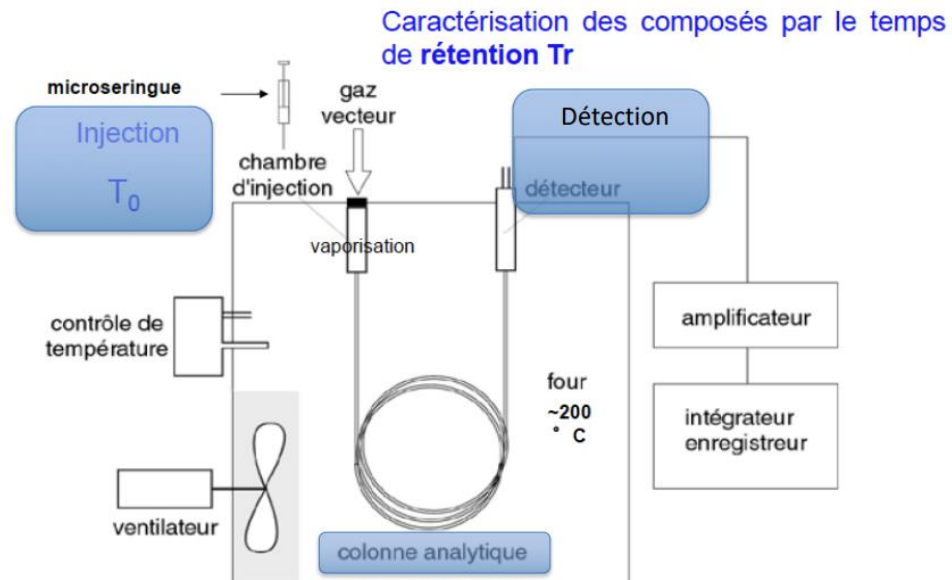 Caractérisation des composés par le temps
de rétention Tr
microseringue
gaz
vecteur
Détection
Injection
T₀
chambre
d'injection
détecteur
vaporisation
contrôle de
température
amplificateur
four
~200
° C
intégrateur
enregistreur
ventilateur
colonne analytique